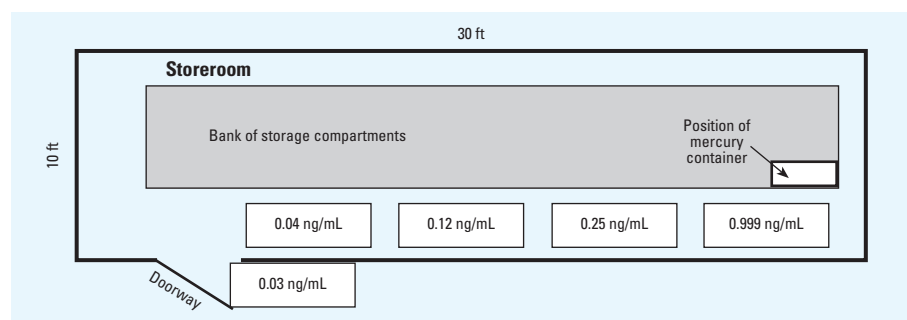 30 ft
Storeroom
10 ft
Bank of storage compartments
Position of
mercury
container
0.04 ng/mL
0.12 ng/mL
0.25 ng/mL
0.999 ng/mL
Doorway
0.03 ng/mL